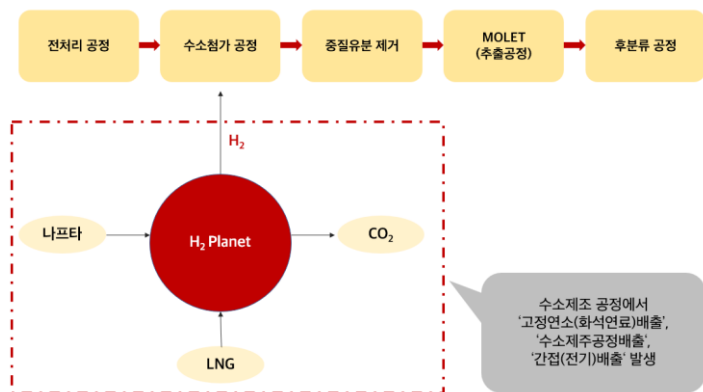 전처리 공정
수소첨가 공정
중질유분 제거
MOLET
(추출공정)
후분류 공정
H₂
나프타
H₂ Planet
CO₂
LNG
수소제조 공정에서
'고정연소(화석연료)배출',
'수소제주공정배출',
'간접(전기)배출' 발생